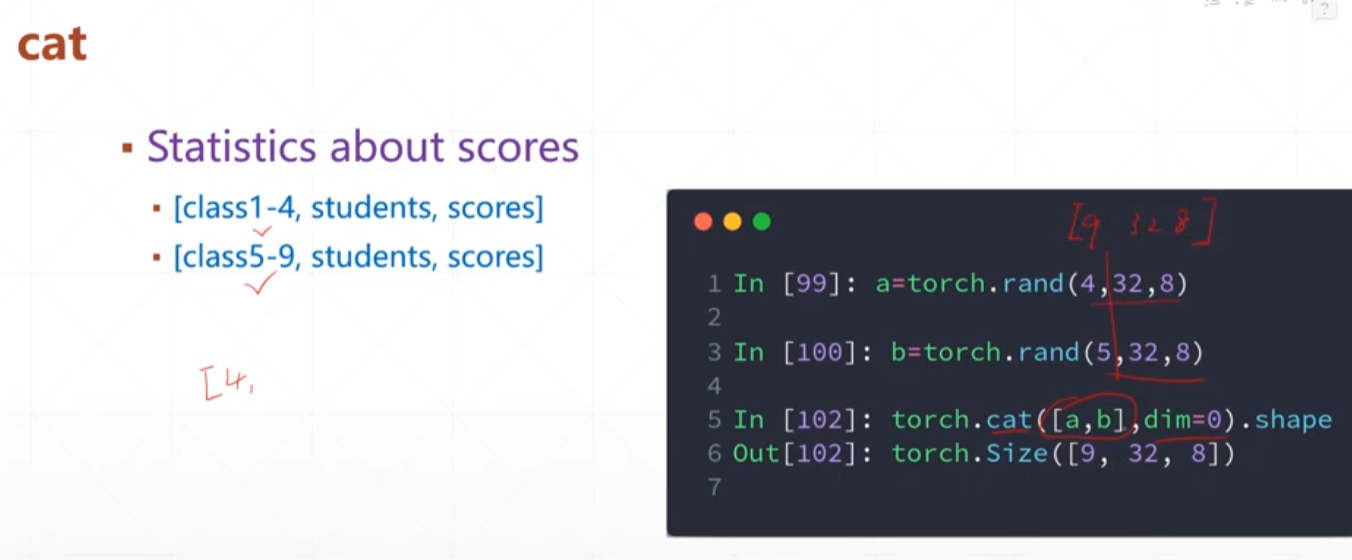 cat
Statistics about scores
[class1-4, students, scores]
[class5-9, students, scores]
[4,
[9 32 8]
1 In [99]: a=torch.rand(4,32,8)
2
3 In [100]: b=torch.rand(5,32,8)
4
5 In [102]: torch.cat([a,b],dim=0).shape
6 Out[102]: torch.Size([9, 32, 8])
7